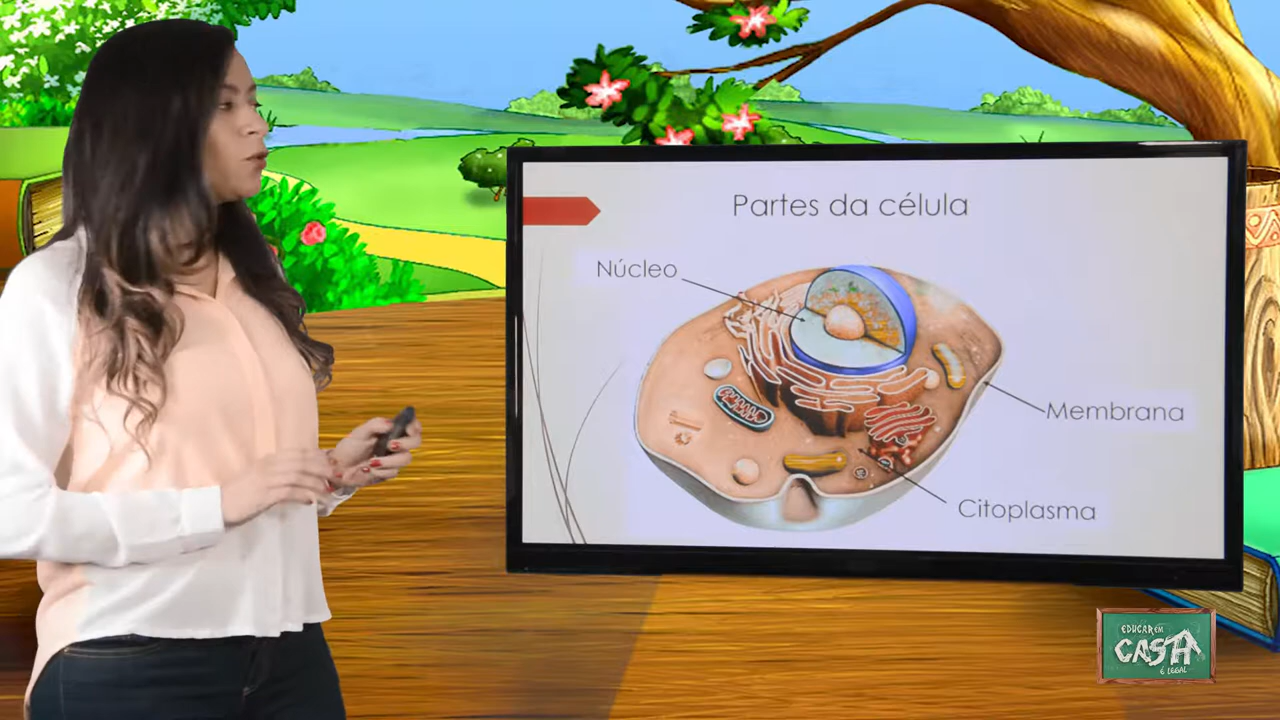 Partes da célula
Núcleo
Membrana
Citoplasma
EDUCAR EM
CASA
É LEGAL